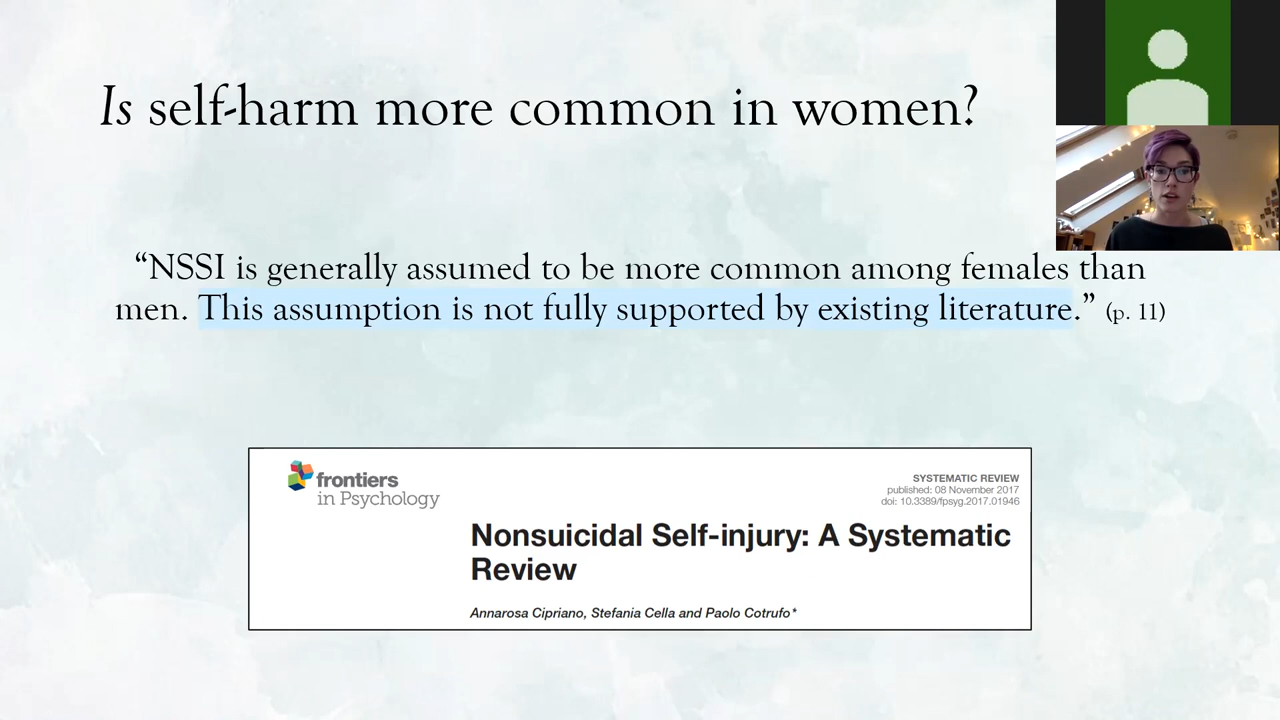 Is self-harm more common in women?
“NSSI is generally assumed to be more common among females than
men. This assumption is not fully supported by existing literature.” (p. 11)
frontiers
in Psychology
SYSTEMATIC REVIEW
published: 08 November 2017
doi: 10.3389/fpsyg.2017.01946
Nonsuicidal Self-injury: A Systematic
Review
Annarosa Cipriano, Stefania Cella and Paolo Cotrufo*